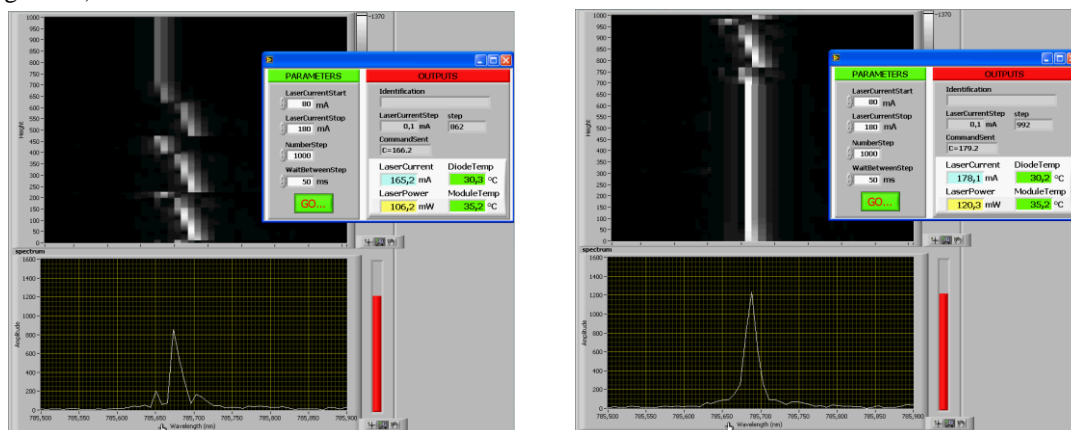 1370
1000
950
900
850
800
750
700
650
600
550
500
450
400
350
300
250
200
150
100
50
0
Height
PARAMETERS OUTPUTS
LaserCurrentStart
80 mA
LaserCurrentStop
180 mA
NumberStep
1000
WaitBetweenStep
50 ms
GO...
Identification
LaserCurrentStep step
0,1 mA 862
CommandSent
C=166.2
LaserCurrent DiodeTemp
165,2 mA 30,3 °C
LaserPower ModuleTemp
106,2 mW 35,2 °C
spectrum
1600
1400
1200
1000
800
600
400
200
0
Amplitude
785,500 785,550 785,600 785,650 785,700 785,750 785,800 785,850 785,900
Wavelength (nm)
1370
1000
950
900
850
800
750
700
650
600
550
500
450
400
350
300
250
200
150
100
50
0
Height
PARAMETERS OUTPUTS
LaserCurrentStart
80 mA
LaserCurrentStop
180 mA
NumberStep
1000
WaitBetweenStep
50 ms
GO...
Identification
LaserCurrentStep step
0,1 mA 992
CommandSent
C=179.2
LaserCurrent DiodeTemp
178,1 mA 30,2 °C
LaserPower ModuleTemp
120,3 mW 35,2 °C
spectrum
1600
1400
1200
1000
800
600
400
200
0
Amplitude
785,500 785,550 785,600 785,650 785,700 785,750 785,800 785,850 785,900
Wavelength (nm)